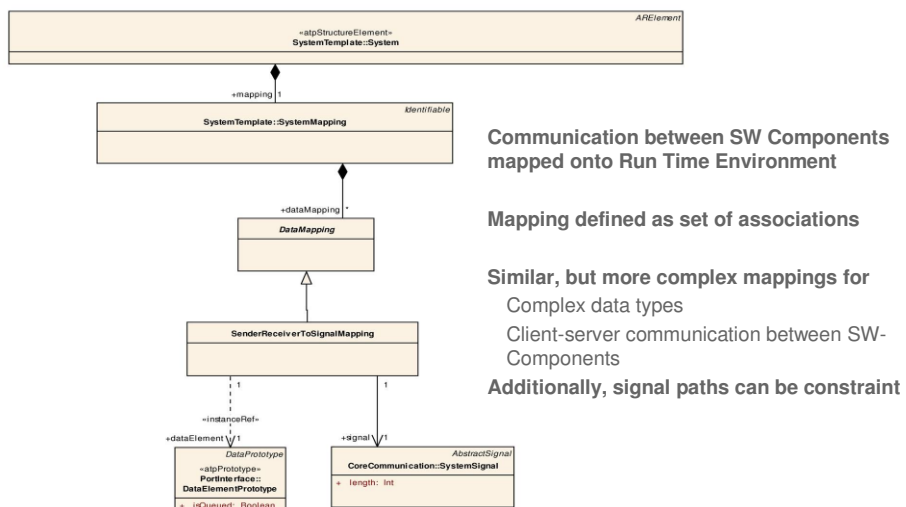 ARElement
«atpStructureElement»
SystemTemplate::System
+mapping 1
Identifiable
SystemTemplate::SystemMapping
+dataMapping *
DataMapping
SenderReceiverToSignalMapping
1
1
«instanceRef»
+dataElement 1
+signal 1
DataPrototype
«atpPrototype»
PortInterface::
DataElementPrototype
+ isQueued: Boolean
AbstractSignal
CoreCommunication::SystemSignal
+ length: Int
Communication between SW Components
mapped onto Run Time Environment
Mapping defined as set of associations
Similar, but more complex mappings for
Complex data types
Client-server communication between SW-
Components
Additionally, signal paths can be constraint